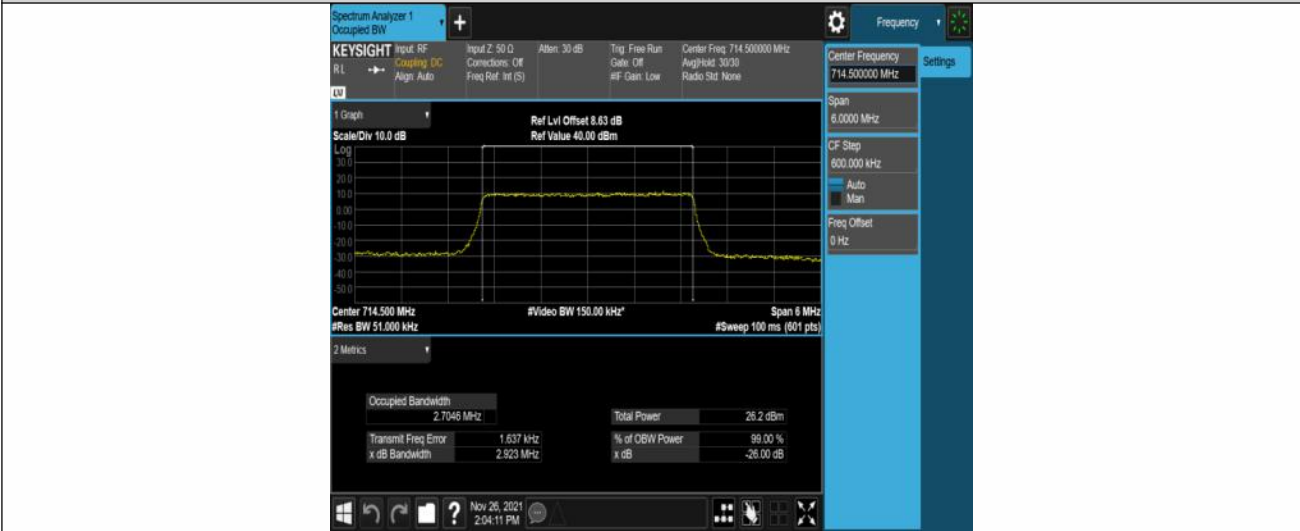 Spectrum Analyzer 1
Occupied BW
+
Frequency
KEYSIGHT
Input: RF
Input Z: 50 Ω
Atten: 30 dB
Trig: Free Run
Center Freq: 714.500000 MHz
RL
Coupling: DC
Corrections: Off
Gate: Off
Avg|Hold: 30/30
Align: Auto
Freq Ref: Int (S)
#IF Gain: Low
Radio Std: None
LW
Center Frequency
714.500000 MHz
Settings
Span
6.0000 MHz
CF Step
600.000 kHz
Auto
Man
Freq Offset
0 Hz
1 Graph
Ref Lvl Offset 8.63 dB
Scale/Div 10.0 dB
Ref Value 40.00 dBm
Log
30.0
20.0
10.0
0.00
-10.0
-20.0
-30.0
-40.0
-50.0
Center 714.500 MHz
#Video BW 150.00 kHz*
Span 6 MHz
#Res BW 51.000 kHz
#Sweep 100 ms (601 pts)
2 Metrics
Occupied Bandwidth
2.7046 MHz
Total Power 26.2 dBm
Transmit Freq Error 1.637 kHz
% of OBW Power 99.00 %
x dB Bandwidth 2.923 MHz
x dB -26.00 dB
?
Nov 26, 2021
2:04:11 PM